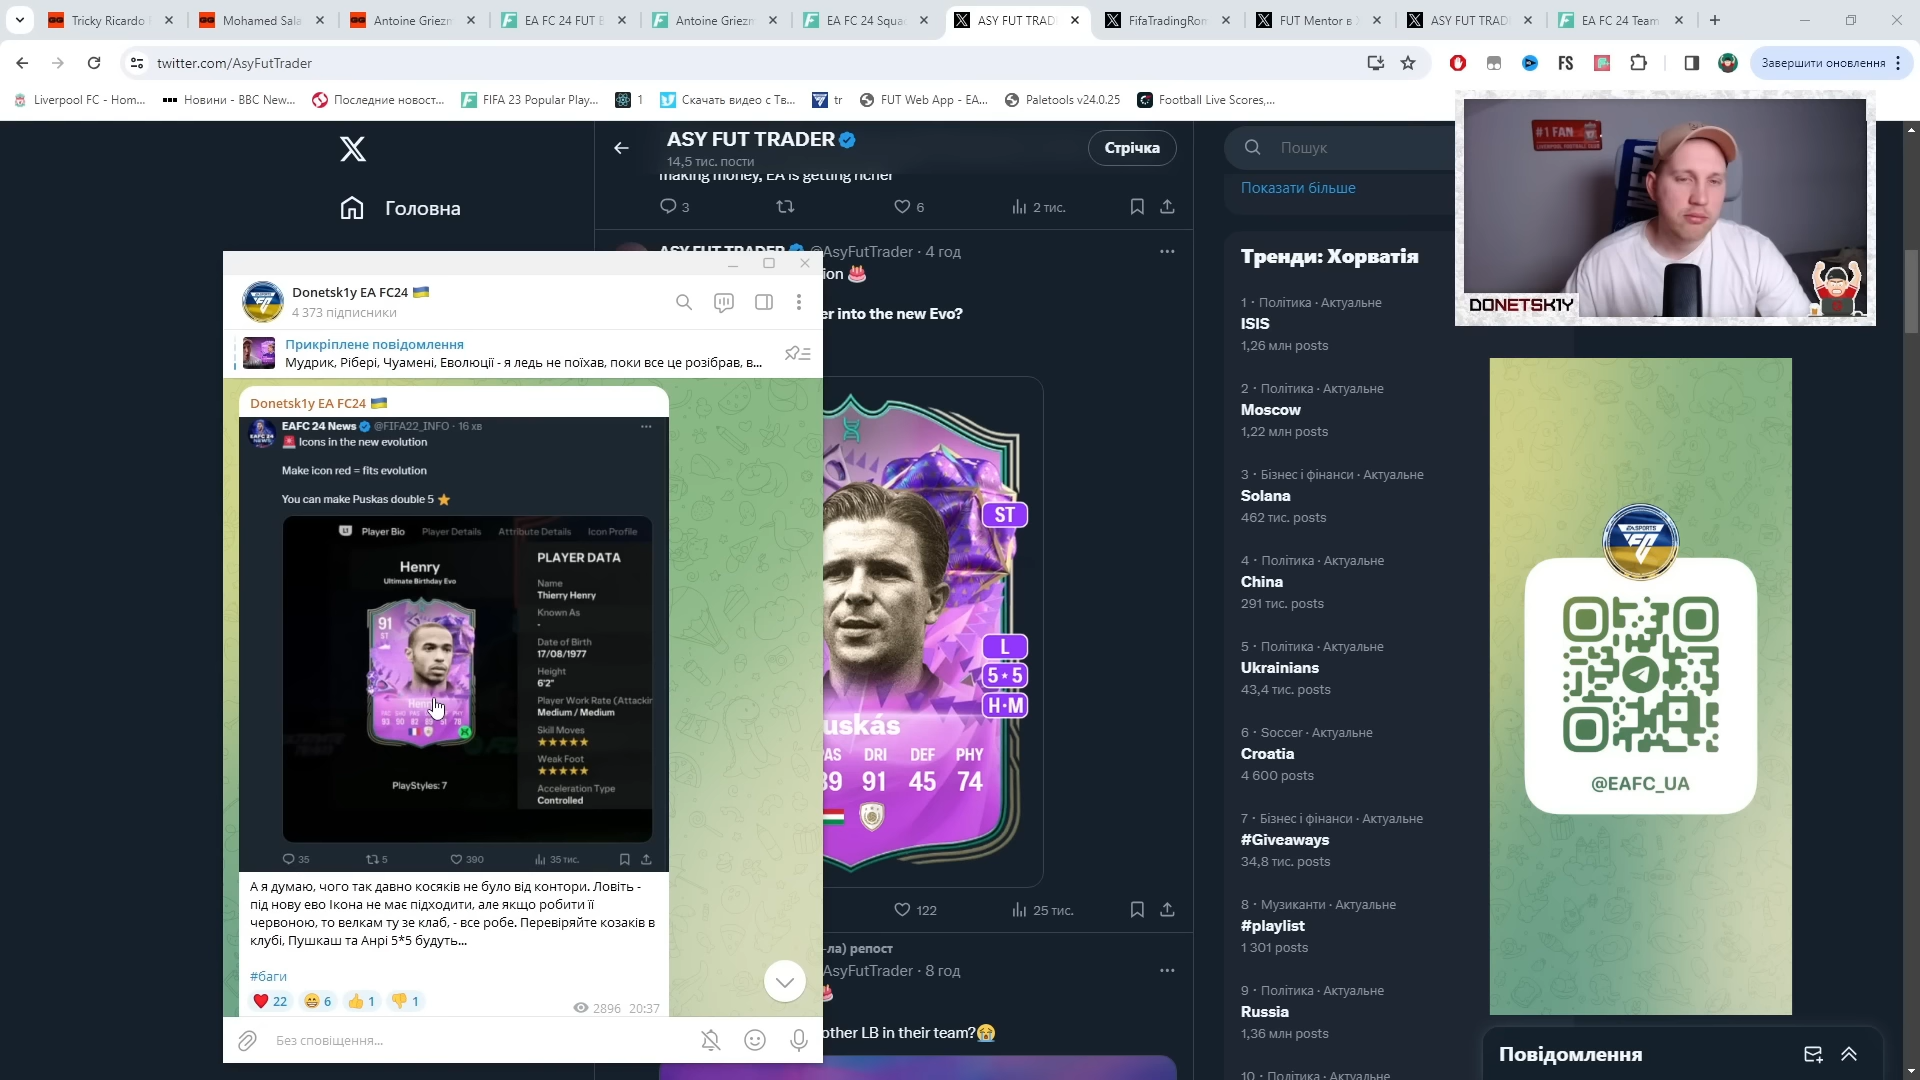 Tricky Ricardo
Mohamed Sala
Antoine Griezm
EA FC 24 FUT B
Antoine Griezm
EA FC 24 Squa
ASY FUT TRAD
FifaTradingRom
FUT Mentor в
ASY FUT TRAD
EA FC 24 Team
twitter.com/AsyFutTrader
FS
Завершити оновлення
Liverpool FC - Hom...
Новини - BBC New...
Последние новост...
FIFA 23 Popular Play...
1
Скачать видео с Тв...
tr
FUT Web App - EA...
Paletools v24.0.25
Football Live Scores,...
Головна
ASY FUT TRADER
14,5 тис. пости
Стрічка
making money, EA is getting richer
3
6
2 тис.
ASY FUT TRADER @AsyFutTrader · 4 год
ion
er into the new Evo?
ST
L
5★5
H·M
uskás
AS DRI DEF PHY
39 91 45 74
122
25 тис.
-ла) репост
AsyFutTrader · 8 год
other LB in their team?
Donetsk1y EA FC24
4 373 підписники
Прикріплене повідомлення
Мудрик, Рібері, Чуамені, Еволюції - я ледь не поїхав, поки все це розібрав, в...
Donetsk1y EA FC24
EAFC 24 News @FIFA22_INFO · 16 хв
Icons in the new evolution
Make icon red = fits evolution
You can make Puskas double 5
Player Bio
Player Details
Attribute Details
Icon Profile
Henry
Ultimate Birthday Evo
91
ST
PLAYER DATA
Name
Thierry Henry
Known As
-
Date of Birth
17/08/1977
Height
6'2"
Player Work Rate (Attackin
Medium / Medium
Skill Moves
Weak Foot
Acceleration Type
Controlled
PlayStyles: 7
35
5
390
35 тис.
А я думаю, чого так давно косяків не було від контори. Ловіть -
під нову ево Ікона не має підходити, але якщо робити її
червоною, то велкам ту зе клаб, - все робе. Перевіряйте козаків в
клубі, Пушкаш та Анрі 5*5 будуть...
#баги
22
6
1
1
2896 20:37
Без сповіщення...
Пошук
Показати більше
Тренди: Хорватія
1 · Політика · Актуальне
ISIS
1,26 млн posts
2 · Політика · Актуальне
Moscow
1,22 млн posts
3 · Бізнес і фінанси · Актуальне
Solana
462 тис. posts
4 · Політика · Актуальне
China
291 тис. posts
5 · Політика · Актуальне
Ukrainians
43,4 тис. posts
6 · Soccer · Актуальне
Croatia
4 600 posts
7 · Бізнес і фінанси · Актуальне
#Giveaways
34,8 тис. posts
8 · Музиканти · Актуальне
#playlist
1 301 posts
9 · Політика · Актуальне
Russia
1,36 млн posts
10 · Політика · Актуальне
#1 FAN
DONETSK1Y
@EAFC_UA
Повідомлення